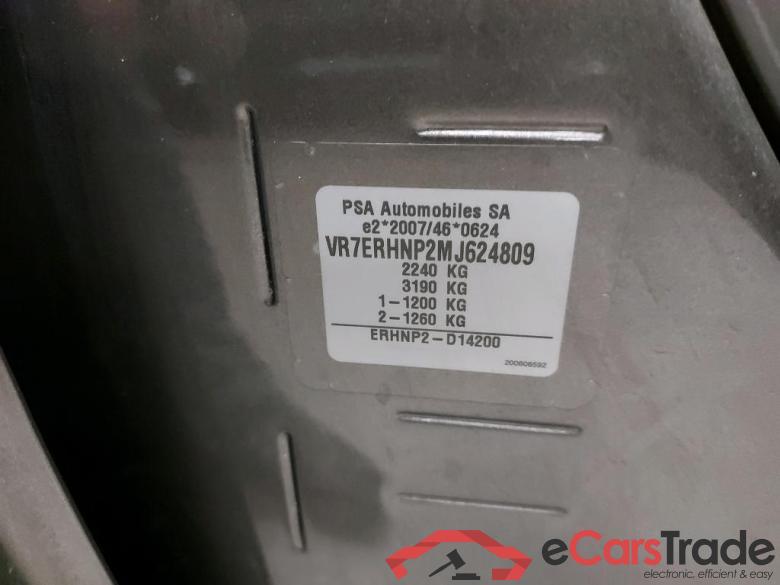 PSA Automobiles SA
e2*2007/46*0624
VR7ERHNP2MJ624809
2240 KG
3190 KG
1-1200 KG
2-1260 KG
ERHNP2-D14200
200606592
eCarsTrade
electronic, efficient & easy